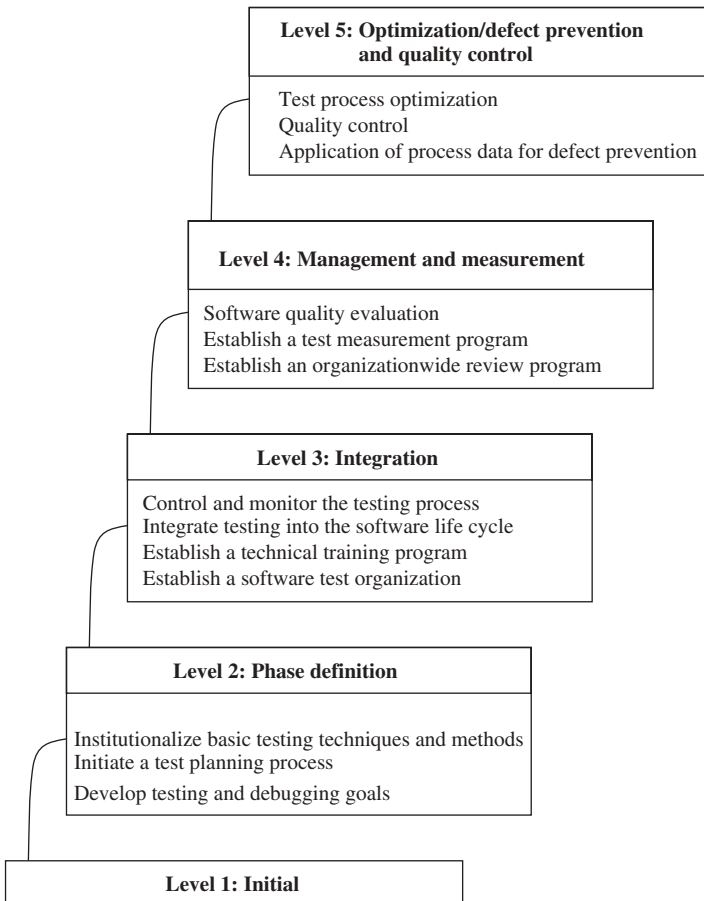 Level 5: Optimization/defect prevention
and quality control
Test process optimization
Quality control
Application of process data for defect prevention
Level 4: Management and measurement
Software quality evaluation
Establish a test measurement program
Establish an organizationwide review program
Level 3: Integration
Control and monitor the testing process
Integrate testing into the software life cycle
Establish a technical training program
Establish a software test organization
Level 2: Phase definition
Institutionalize basic testing techniques and methods
Initiate a test planning process
Develop testing and debugging goals
Level 1: Initial